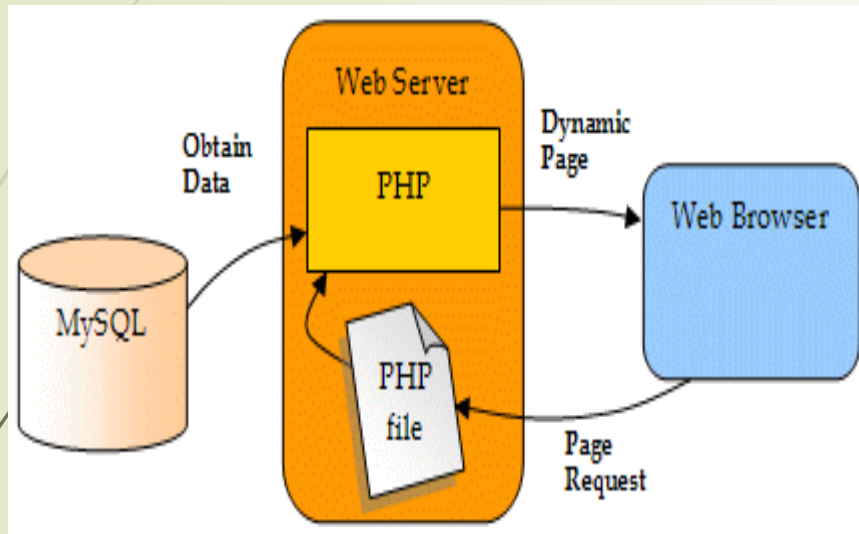 Web Server
Obtain
Data
PHP
Dynamic
Page
Web Browser
MySQL
PHP
file
Page
Request